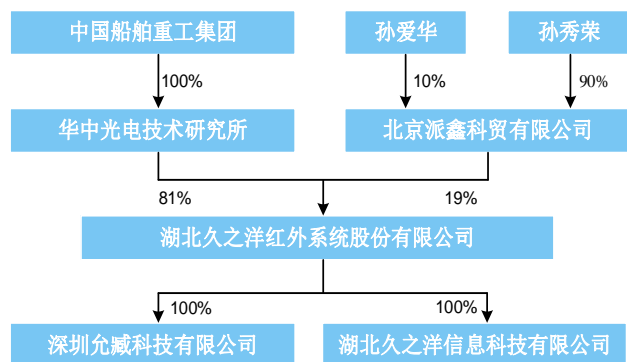 中国船舶重工集团
孙爱华
孙秀荣
100%
10%
90%
华中光电技术研究所
北京派鑫科贸有限公司
81%
19%
湖北久之洋红外系统股份有限公司
100%
100%
深圳允臧科技有限公司
湖北久之洋信息科技有限公司